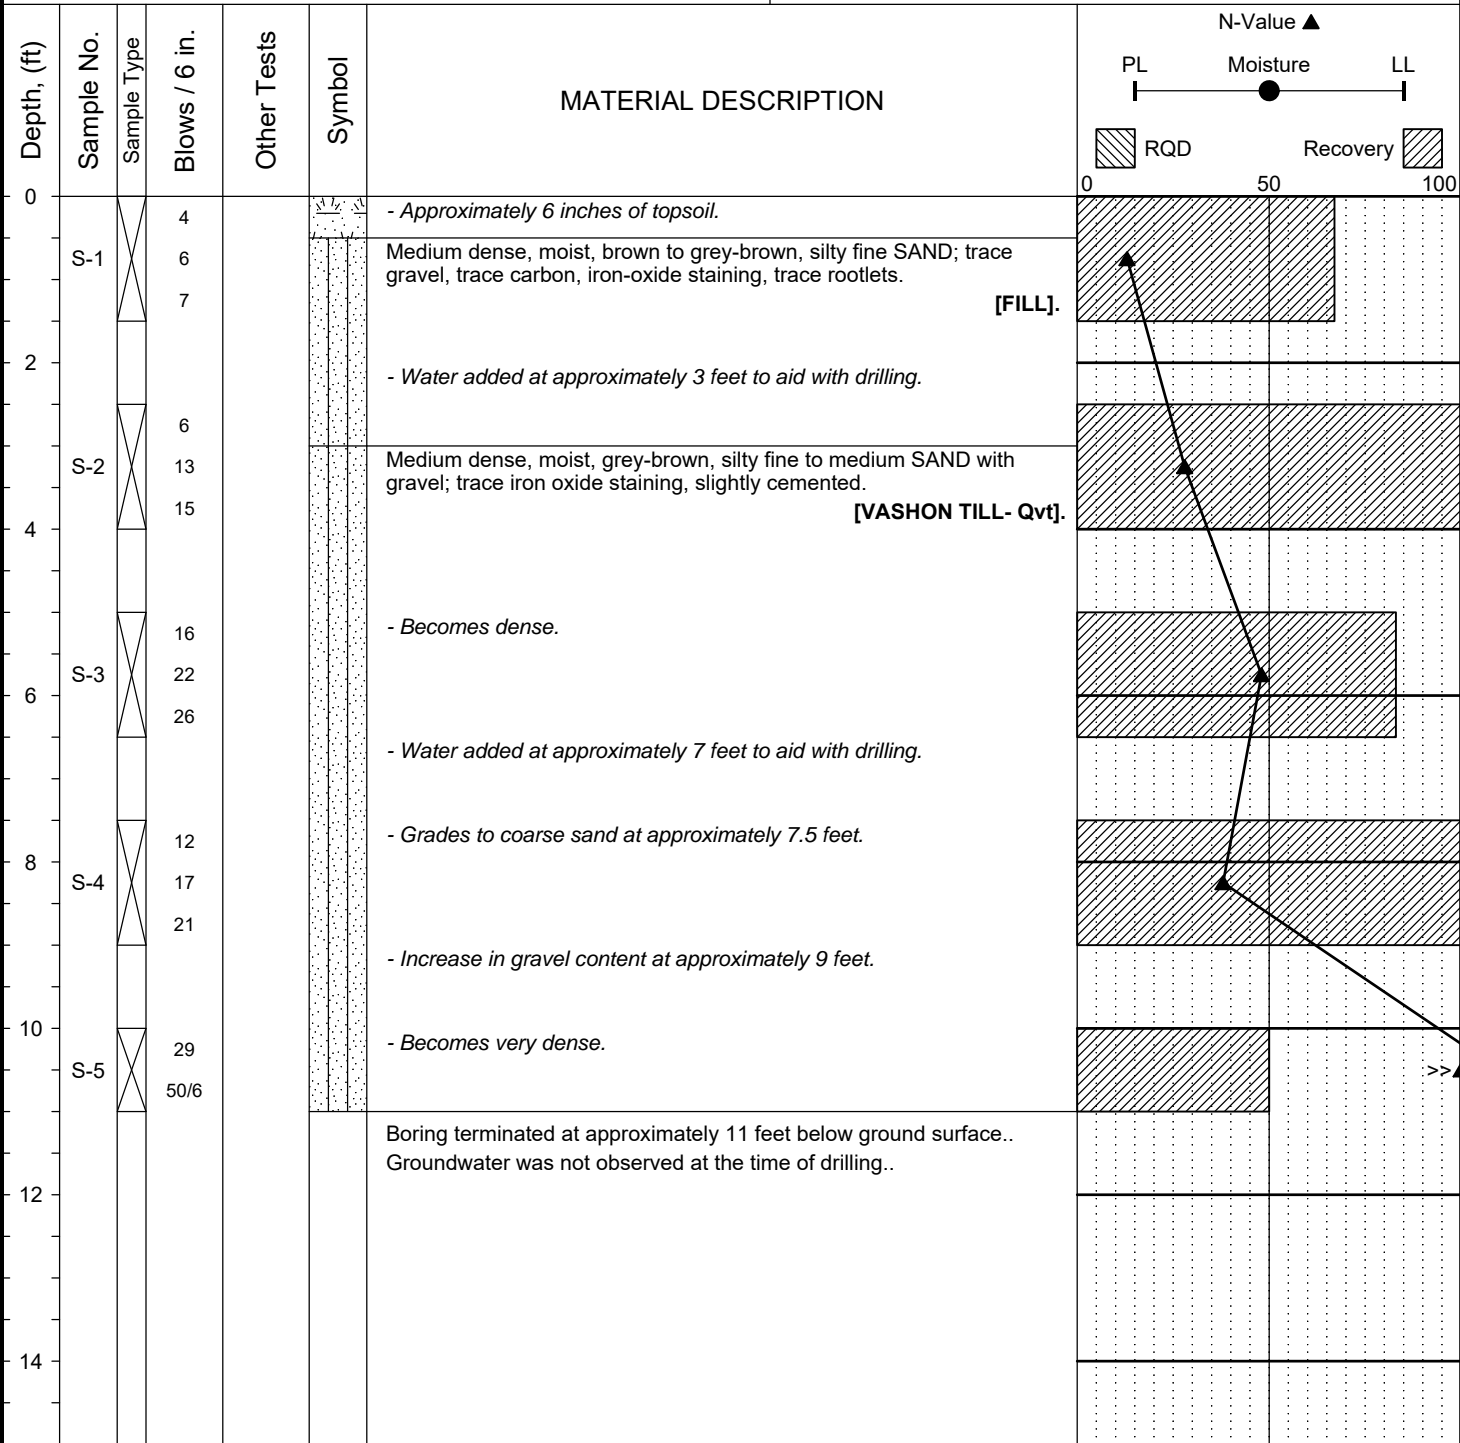 Depth, (ft)
Sample No.
Sample Type
Blows / 6 in.
Other Tests
Symbol
MATERIAL DESCRIPTION
N-Value ▲
PL Moisture LL
RQD Recovery
0 50 100
0
- Approximately 6 inches of topsoil.
4
S-1 6
7
Medium dense, moist, brown to grey-brown, silty fine SAND; trace
gravel, trace carbon, iron-oxide staining, trace rootlets.
[FILL].
2
- Water added at approximately 3 feet to aid with drilling.
6
S-2 13
15
Medium dense, moist, grey-brown, silty fine to medium SAND with
gravel; trace iron oxide staining, slightly cemented.
[VASHON TILL- Qvt].
4
16
- Becomes dense.
S-3 22
6
26
- Water added at approximately 7 feet to aid with drilling.
12
- Grades to coarse sand at approximately 7.5 feet.
8
S-4 17
21
- Increase in gravel content at approximately 9 feet.
10
29
- Becomes very dense.
S-5
50/6
>>▲
Boring terminated at approximately 11 feet below ground surface..
Groundwater was not observed at the time of drilling..
12
14